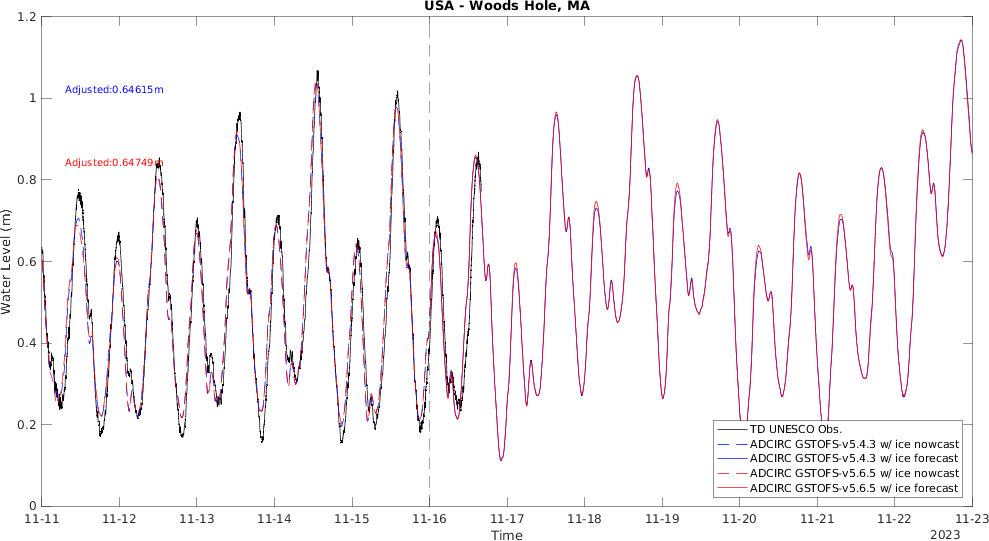 USA - Woods Hole, MA
1.2
1
0.8
0.6
0.4
0.2
0
Water Level (m)
Adjusted:0.64615m
Adjusted:0.64749m
TD UNESCO Obs.
ADCIRC GSTOFS-v5.4.3 w/ ice nowcast
ADCIRC GSTOFS-v5.4.3 w/ ice forecast
ADCIRC GSTOFS-v5.6.5 w/ ice nowcast
ADCIRC GSTOFS-v5.6.5 w/ ice forecast
11-11 11-12 11-13 11-14 11-15 11-16 11-17 11-18 11-19 11-20 11-21 11-22 11-23
Time
2023